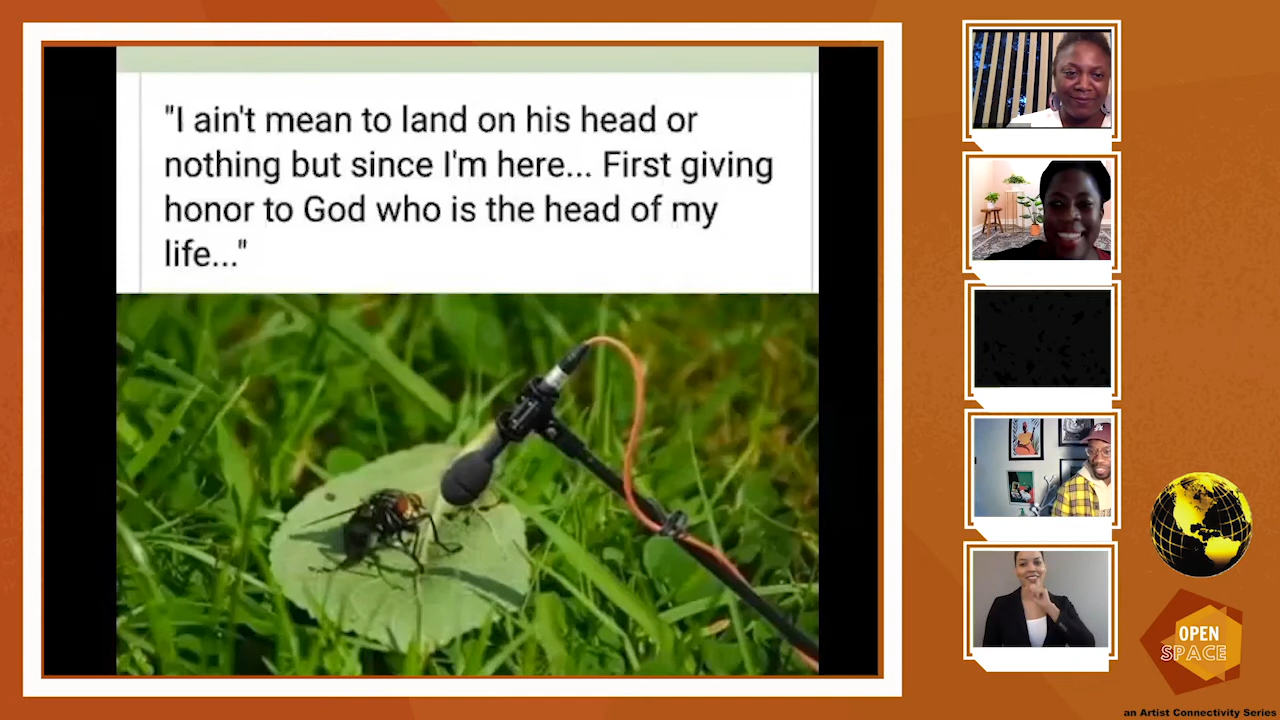 "I ain't mean to land on his head or
nothing but since I'm here... First giving
honor to God who is the head of my
life..."
OPEN
SPACE
an Artist Connectivity Series